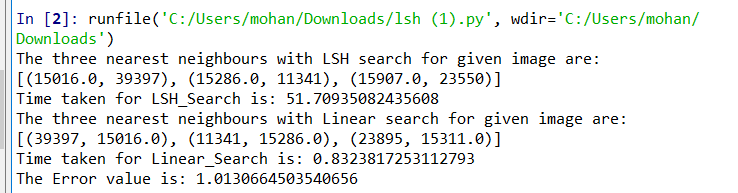 In [2]: runfile('C:/Users/mohan/Downloads/lsh (1).py', wdir='C:/Users/mohan/
Downloads')
The three nearest neighbours with LSH search for given image are:
[(15016.0, 39397), (15286.0, 11341), (15907.0, 23550)]
Time taken for LSH_Search is: 51.70935082435608
The three nearest neighbours with Linear search for given image are:
[(39397, 15016.0), (11341, 15286.0), (23895, 15311.0)]
Time taken for Linear_Search is: 0.8323817253112793
The Error value is: 1.0130664503540656